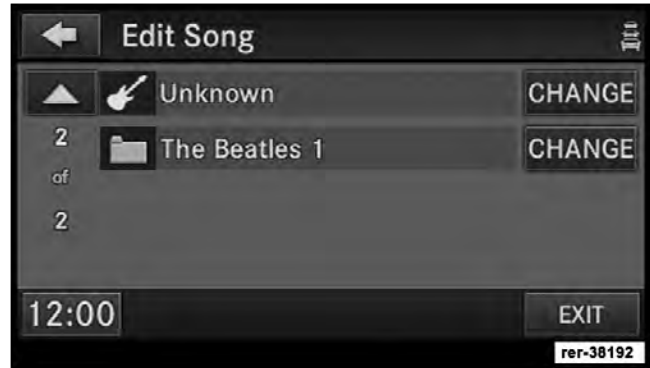 Edit Song
Unknown CHANGE
2 The Beatles 1 CHANGE
of
2
12:00 EXIT
rer-38192